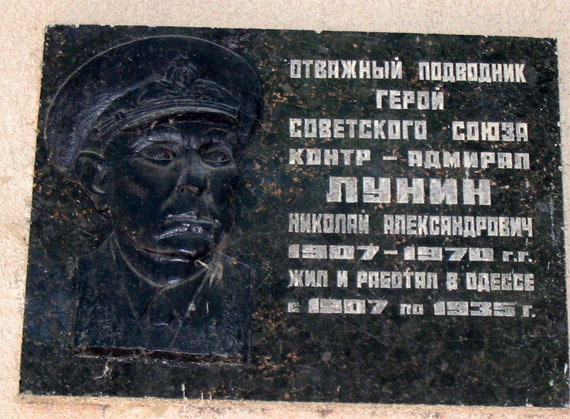 ОТВАЖНЫЙ ПОДВОДНИК
ГЕРОЙ
СОВЕТСКОГО СОЮЗА
КОНТР – АДМИРАЛ
ЛУНИН
НИКОЛАЙ АЛЕКСАНДРОВИЧ
1907–1970 г.г.
ЖИЛ И РАБОТАЛ В ОДЕССЕ
с 1907 по 1935 г.